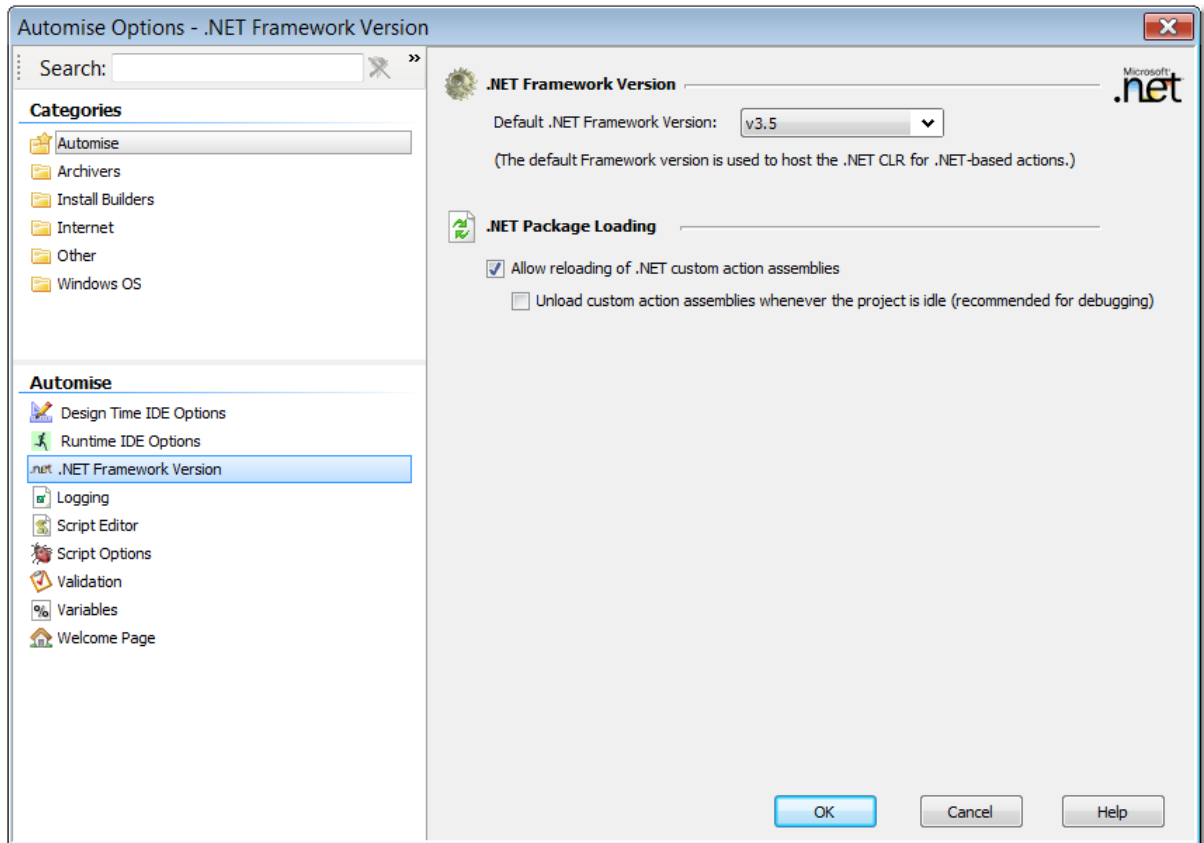 Automise Options - .NET Framework Version
Search:
»
Categories
Automise
Archivers
Install Builders
Internet
Other
Windows OS
Automise
Design Time IDE Options
Runtime IDE Options
.net .NET Framework Version
Logging
Script Editor
Script Options
Validation
% Variables
Welcome Page
.NET Framework Version
Microsoft
.net
Default .NET Framework Version: v3.5
(The default Framework version is used to host the .NET CLR for .NET-based actions.)
.NET Package Loading
Allow reloading of .NET custom action assemblies
Unload custom action assemblies whenever the project is idle (recommended for debugging)
OK Cancel Help